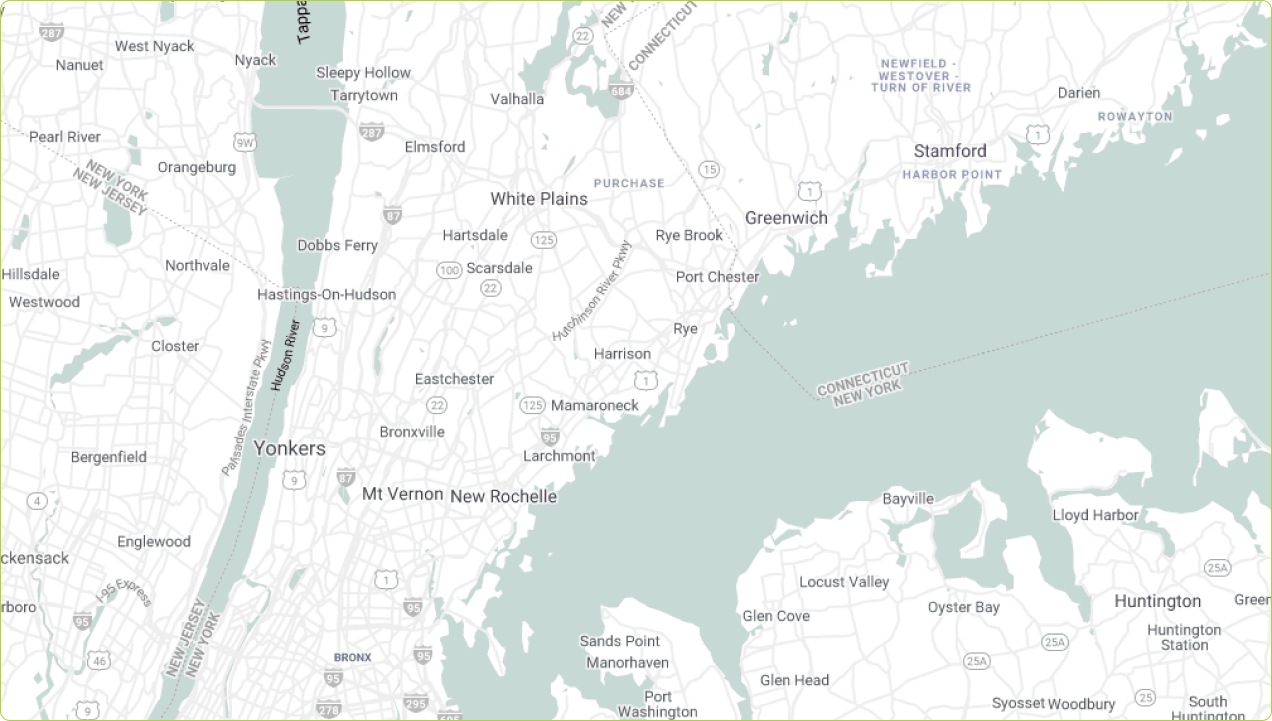 287
West Nyack
Nanuet
Nyack
Tappa
Sleepy Hollow
Tarrytown
22
NEW Y
CONNECTICUT
684
Valhalla
NEWFIELD -
WESTOVER -
TURN OF RIVER
Darien
ROWAYTON
1
Pearl River
9W
287
Elmsford
Orangeburg
Stamford
HARBOR POINT
NEW YORK
NEW JERSEY
15
PURCHASE
White Plains
1
Greenwich
87
Dobbs Ferry
Hartsdale
125
Rye Brook
Hutchinson River Pkwy
Hillsdale
Northvale
100
Scarsdale
22
Port Chester
Westwood
Hastings-On-Hudson
9
Rye
Closter
Palisades Interstate Pkwy
Hudson River
Harrison
Eastchester
1
CONNECTICUT
NEW YORK
22
125
Mamaroneck
Bronxville
95
Yonkers
Larchmont
Bergenfield
9
87
Mt Vernon
New Rochelle
4
Bayville
Lloyd Harbor
Englewood
ckensack
I-95 Express
1
Locust Valley
25A
rboro
95
95
Glen Cove
Oyster Bay
Huntington
Green
NEW JERSEY
NEW YORK
Sands Point
25A
Huntington
Station
46
BRONX
95
Manorhaven
25A
95
Glen Head
Port
Washington
25
Syosset
Woodbury
South
Huntington
9
278
295
695